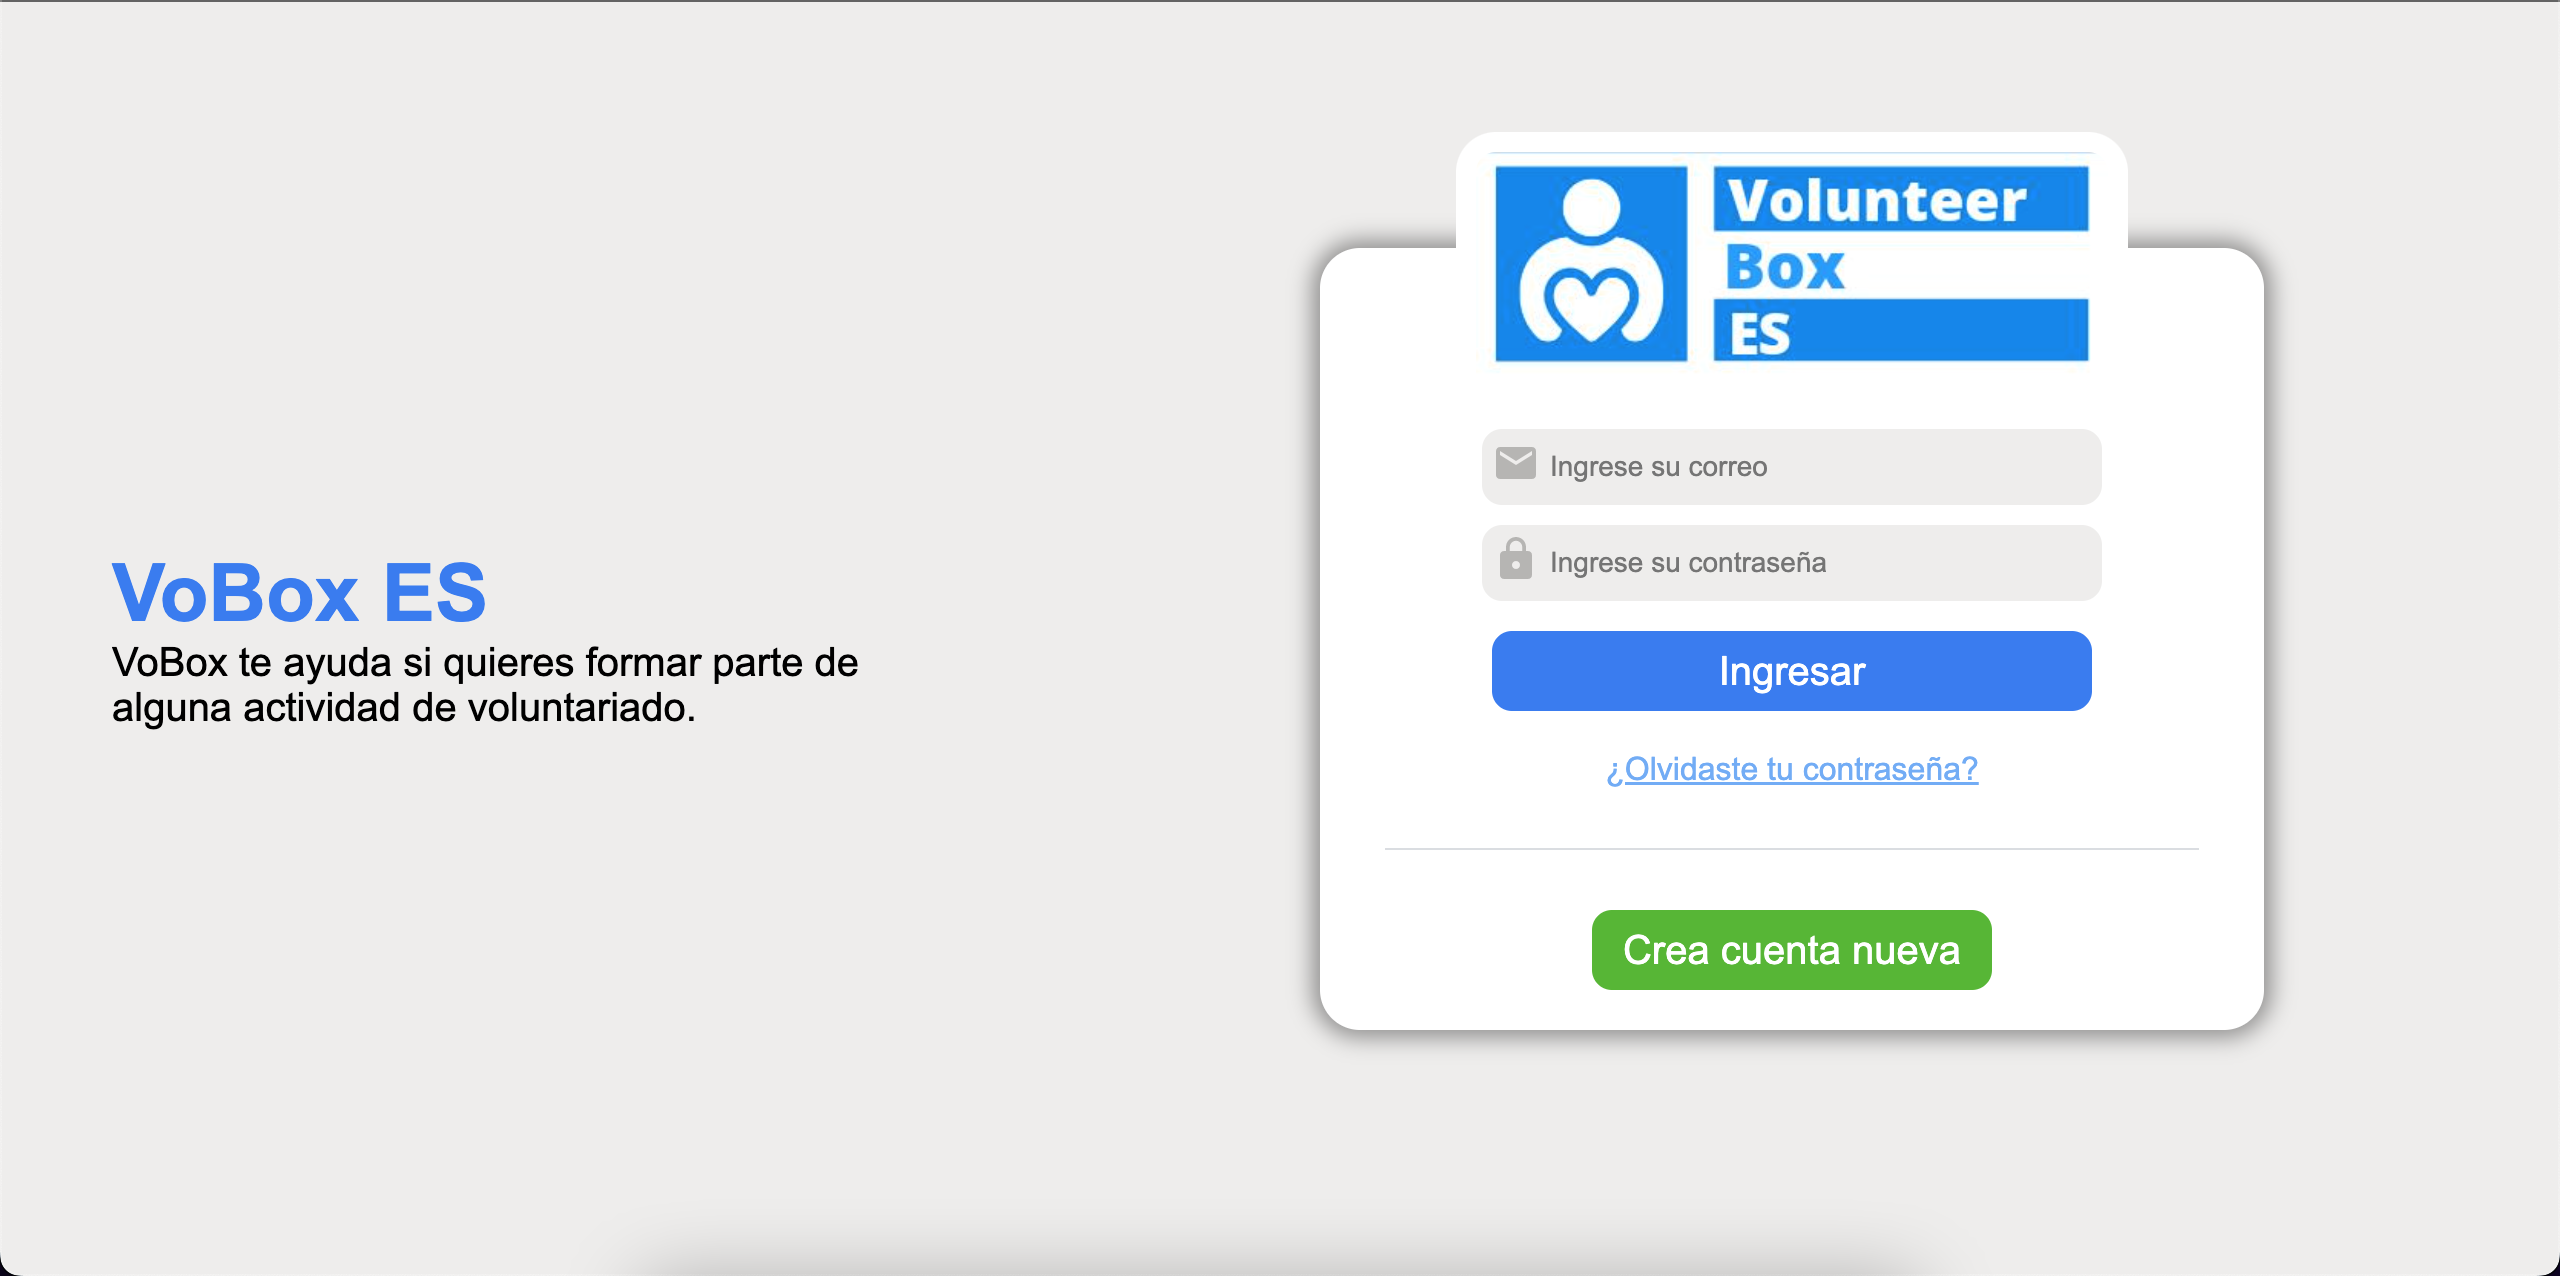 VoBox ES
VoBox te ayuda si quieres formar parte de
alguna actividad de voluntariado.
Volunteer
Box
ES
Ingrese su correo
Ingrese su contraseña
Ingresar
¿Olvidaste tu contraseña?
Crea cuenta nueva